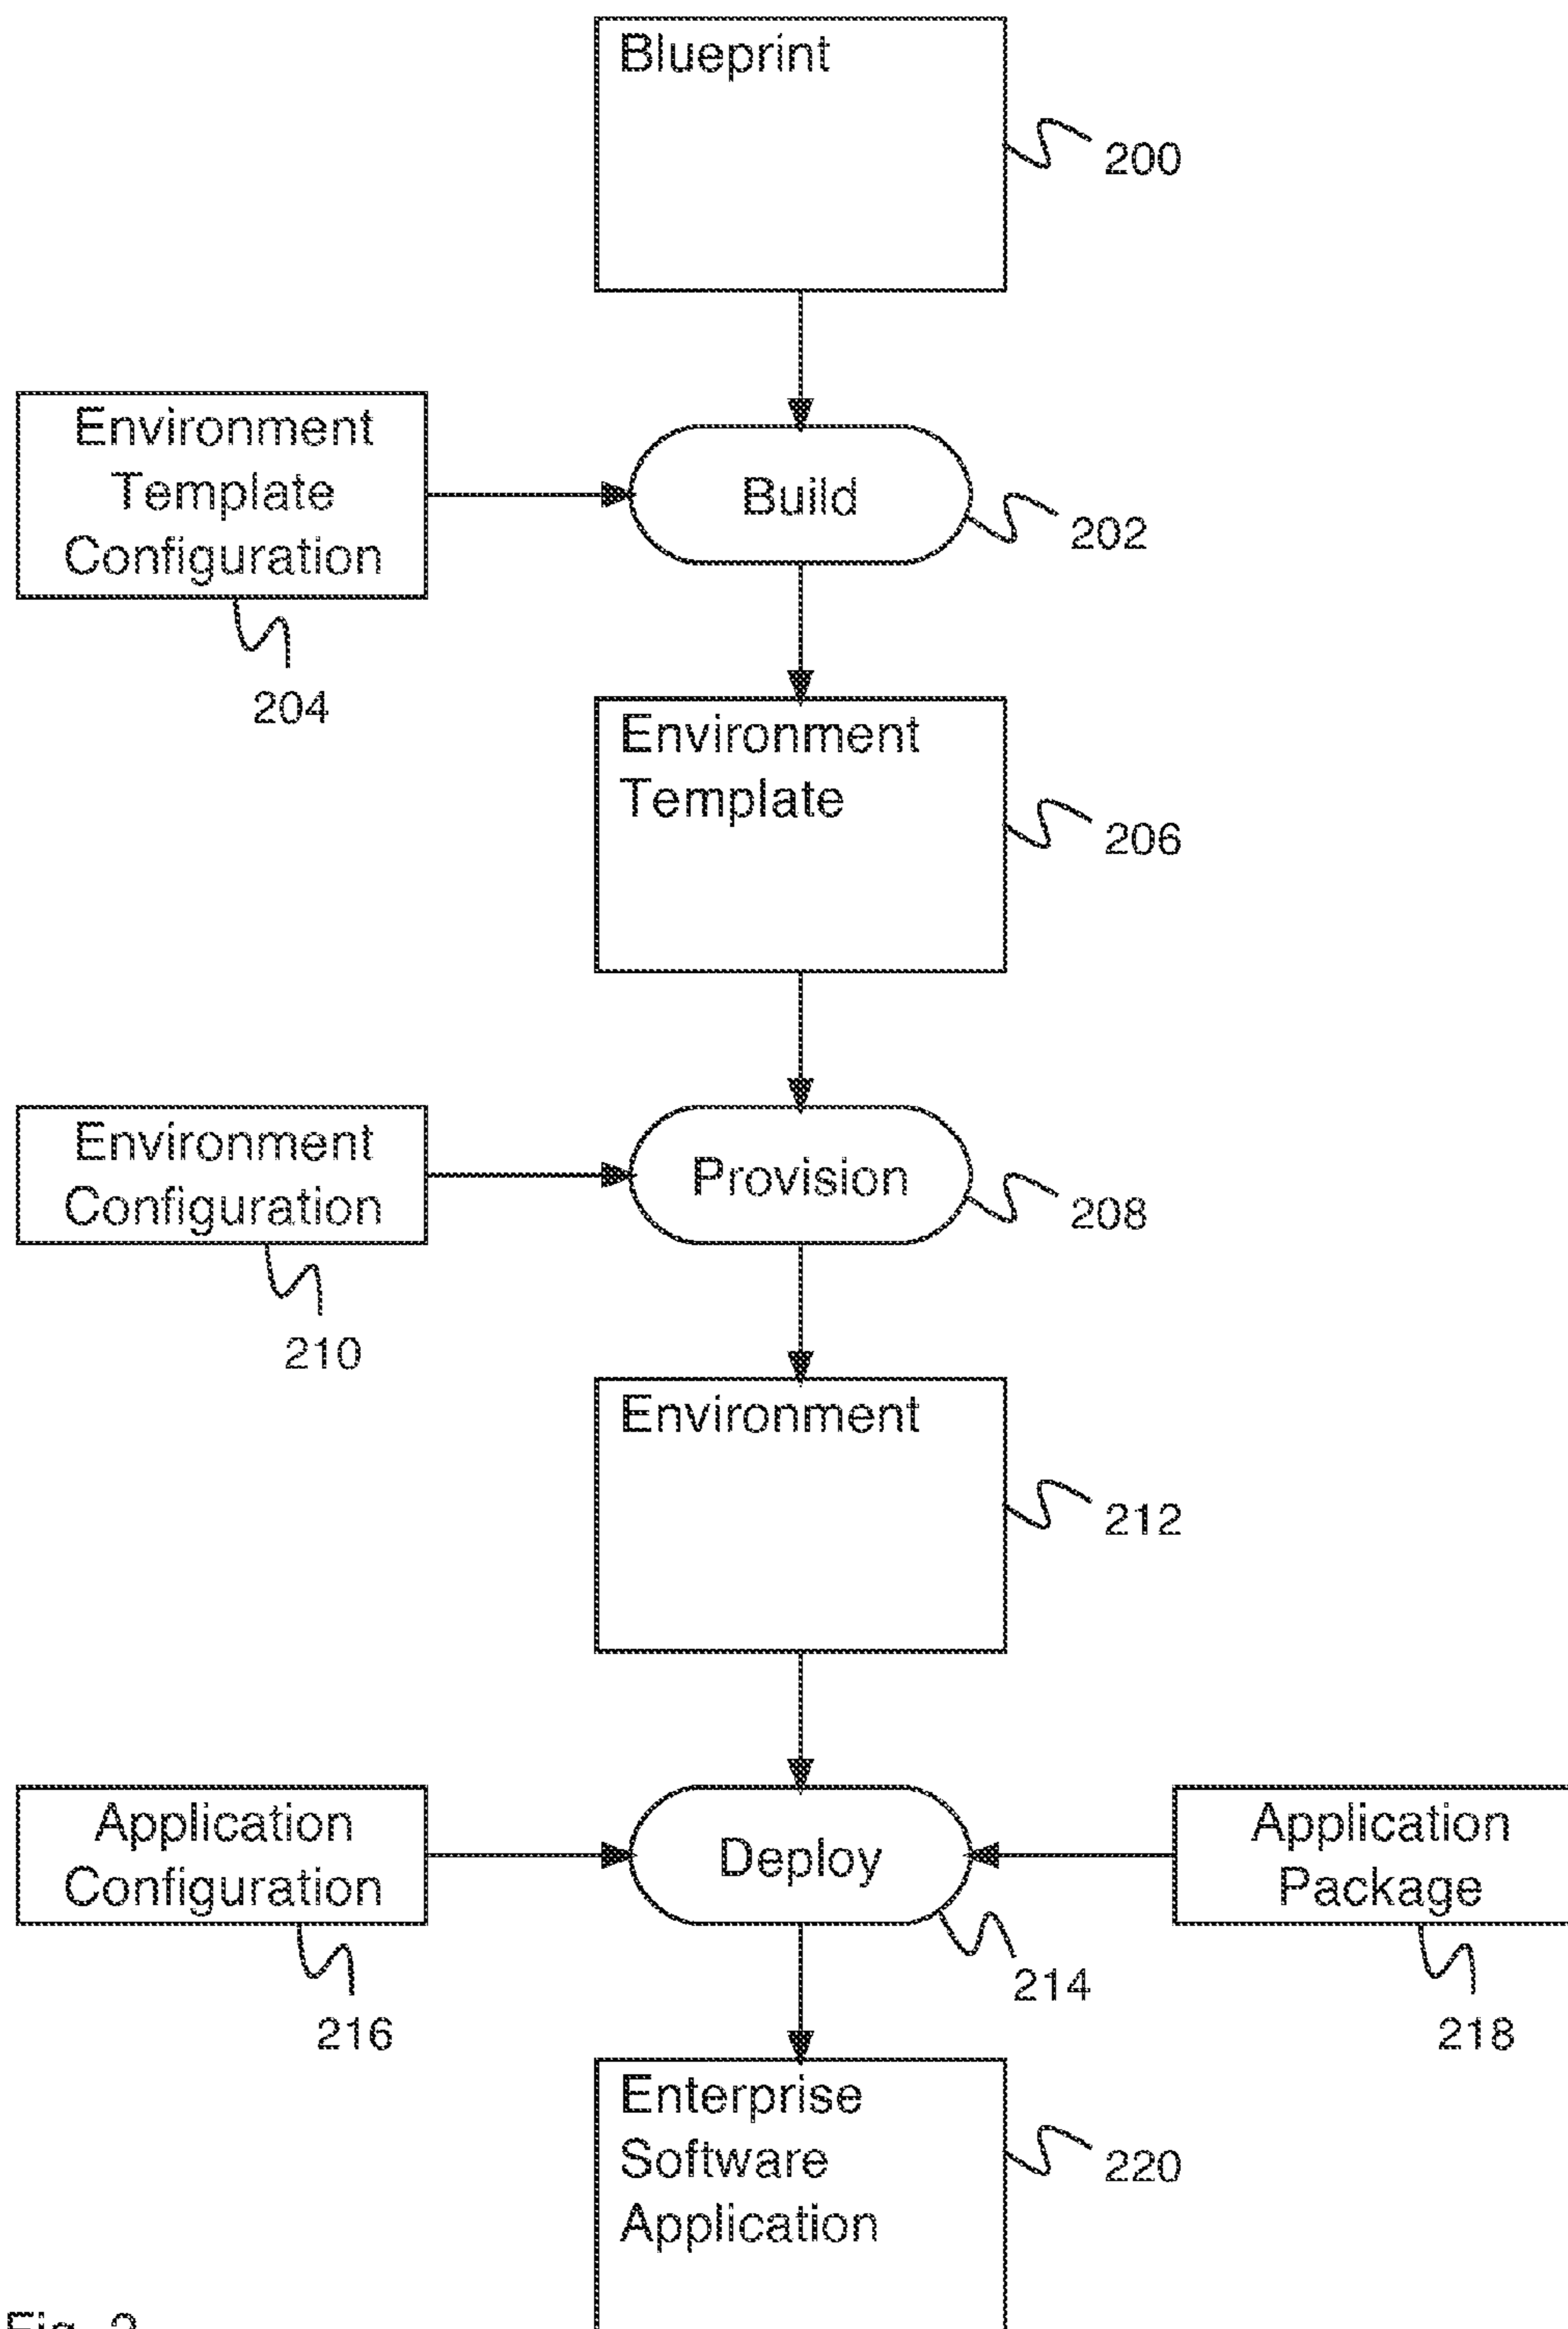 Blueprint
200
Environment
Template
Configuration
Build
202
204
Environment
Template
206
Environment
Configuration
Provision
208
210
Environment
212
Application
Configuration
Deploy
Application
Package
214
216
218
Enterprise
Software
Application
220
Fig.